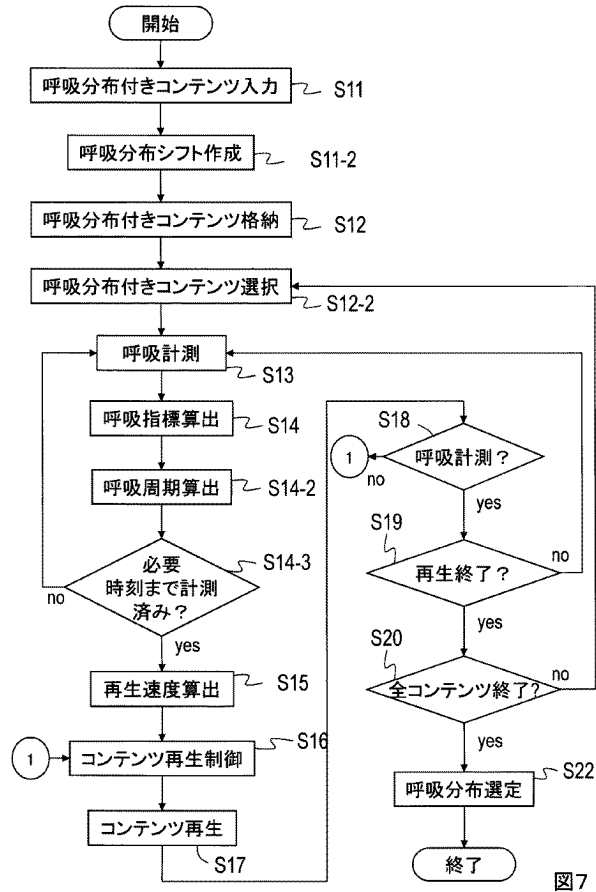 開始
呼吸分布付きコンテンツ入力
S11
呼吸分布シフト作成
S11-2
呼吸分布付きコンテンツ格納
S12
呼吸分布付きコンテンツ選択
S12-2
呼吸計測
S13
呼吸指標算出
S14
呼吸周期算出
S14-2
必要
時刻まで計測
済み？
S14-3
no
yes
再生速度算出
S15
1
コンテンツ再生制御
S16
コンテンツ再生
S17
S18
呼吸計測？
1
no
yes
S19
再生終了？
no
yes
S20
全コンテンツ終了？
no
yes
呼吸分布選定
S22
終了
図7